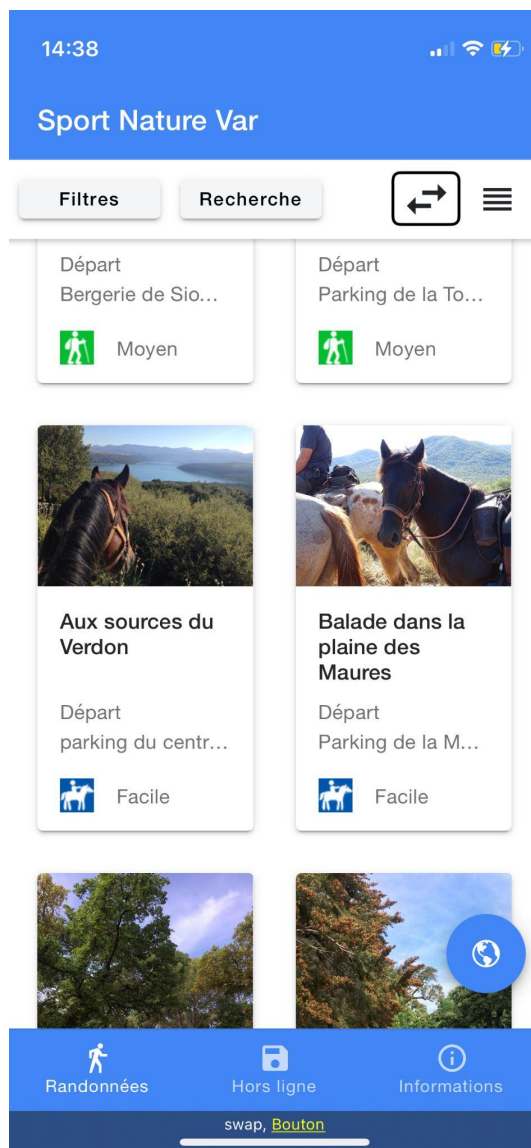 14:38
Sport Nature Var
Filtres
Recherche
Départ
Bergerie de Sio...
Moyen
Départ
Parking de la To...
Moyen
Aux sources du
Verdon
Départ
parking du centr...
Facile
Balade dans la
plaine des
Maures
Départ
Parking de la M...
Facile
Randonnées
Hors ligne
Informations
swap, Bouton